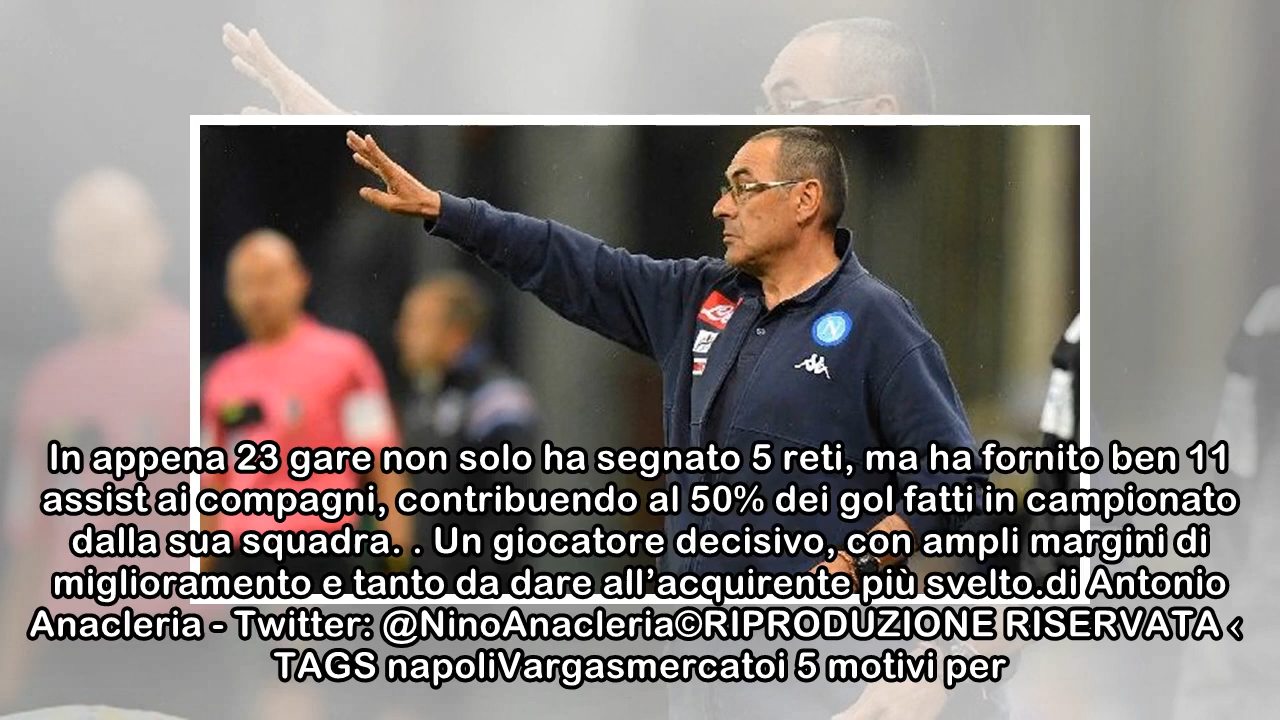 In appena 23 gare non solo ha segnato 5 reti, ma ha fornito ben 11
assist ai compagni, contribuendo al 50% dei gol fatti in campionato
dalla sua squadra. . Un giocatore decisivo, con ampli margini di
miglioramento e tanto da dare all’acquirente più svelto.di Antonio
Anacleria - Twitter: @NinoAnacleria©RIPRODUZIONE RISERVATA ‹
TAGS napoliVargasmercatoi 5 motivi per